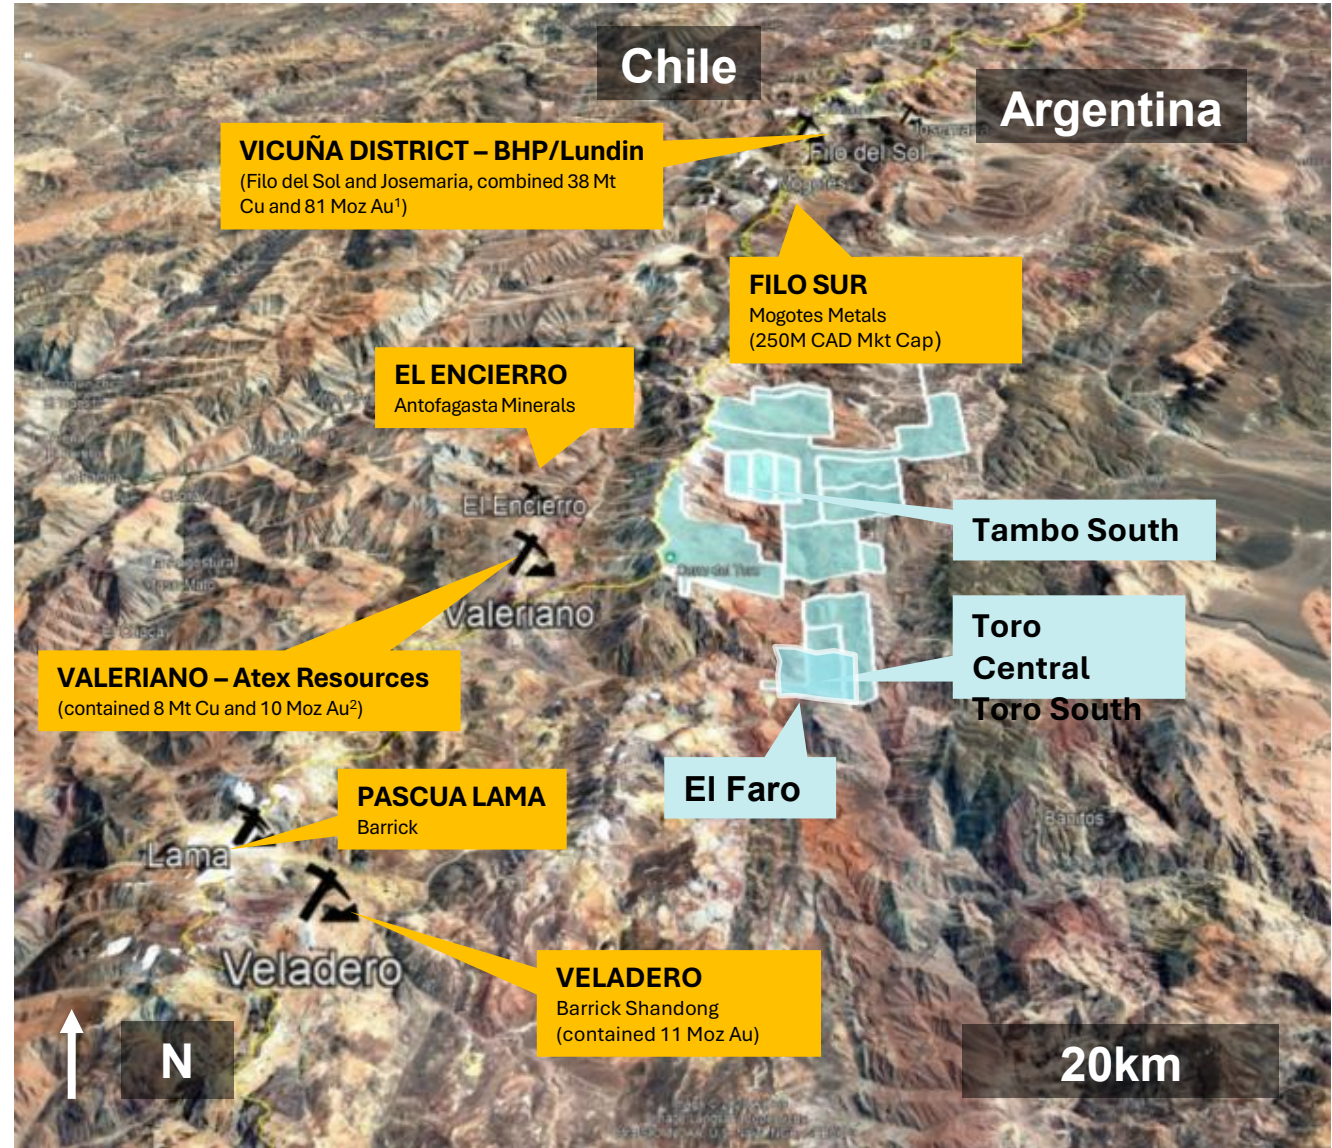 Chile
Argentina
VICUÑA DISTRICT – BHP/Lundin
(Filo del Sol and Josemaria, combined 38 Mt
Cu and 81 Moz Au¹)
Josemaria
Filo del Sol
Mogotes
FILO SUR
Mogotes Metals
(250M CAD Mkt Cap)
EL ENCIERRO
Antofagasta Minerals
El Encierro
Tambo South
Cerro del Toro
Valeriano
Toro
Central
Toro South
VALERIANO – Atex Resources
(contained 8 Mt Cu and 10 Moz Au²)
El Faro
PASCUA LAMA
Barrick
Lama
Veladero
VELADERO
Barrick Shandong
(contained 11 Moz Au)
N
20km